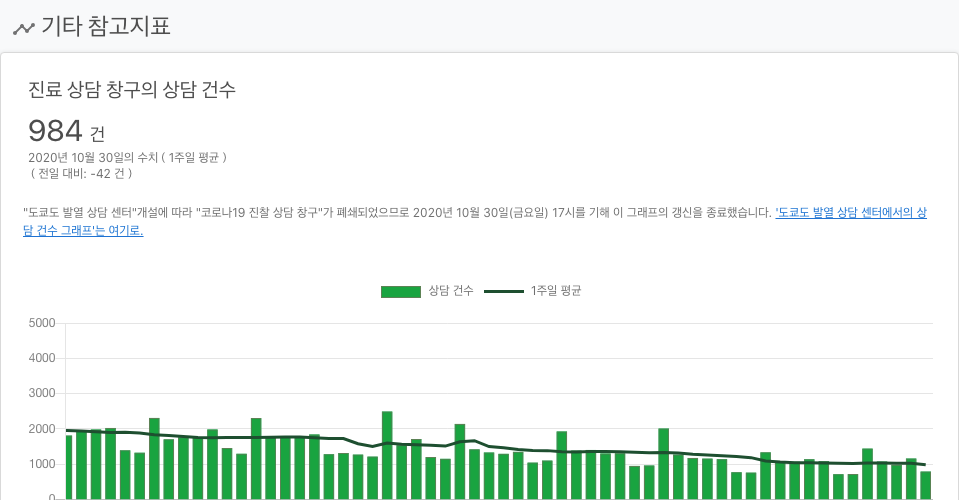 기타 참고지표
진료 상담 창구의 상담 건수
984 건
2020년 10월 30일의 수치 ( 1주일 평균 )
( 전일 대비: -42 건 )
"도쿄도 발열 상담 센터"개설에 따라 "코로나19 진찰 상담 창구"가 폐쇄되었으므로 2020년 10월 30일(금요일) 17시를 기해 이 그래프의 갱신을 종료했습니다. '도쿄도 발열 상담 센터에서의 상
담 건수 그래프'는 여기로.
상담 건수 1주일 평균
5000
4000
3000
2000
1000
0